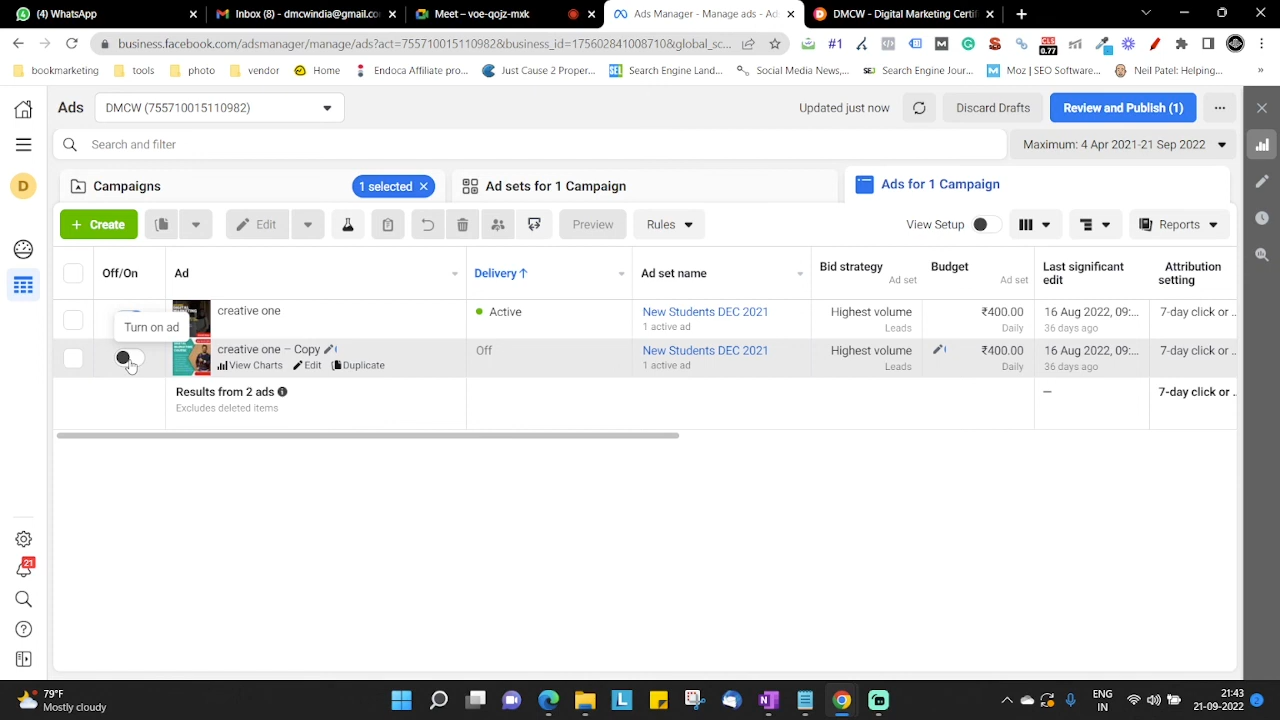 (4) WhatsApp
Inbox (8) - dmcwindia@gmail.co
Meet – voe-qojz-mxk
Ads Manager - Manage ads - Ad
DMCW - Digital Marketing Certi
business.facebook.com/adsmanager/manage/ads?act=755710015110982&business_id=175602841008710&global_sc...
#1
CLS
0.77
bookmarketing
tools
photo
vendor
Home
Endoca Affiliate pro...
Just Cause 2 Proper...
Search Engine Land...
Social Media News,...
Search Engine Jour...
Moz | SEO Software...
Neil Patel: Helping...
»
Ads
DMCW (755710015110982)
Updated just now
Discard Drafts
Review and Publish (1)
Search and filter
Maximum: 4 Apr 2021-21 Sep 2022
D
Campaigns
1 selected
Ad sets for 1 Campaign
Ads for 1 Campaign
+ Create
Edit
Preview
Rules
View Setup
Reports
Off/On
Ad
Delivery ↑
Ad set name
Bid strategy
Ad set
Budget
Ad set
Last significant edit
Attribution setting
creative one
Active
New Students DEC 2021
1 active ad
Highest volume
Leads
₹400.00
Daily
16 Aug 2022, 09:...
36 days ago
7-day click or ..
Turn on ad
creative one – Copy
View Charts
Edit
Duplicate
Off
New Students DEC 2021
1 active ad
Highest volume
Leads
₹400.00
Daily
16 Aug 2022, 09:...
36 days ago
7-day click or ..
Results from 2 ads
Excludes deleted items
—
7-day click or ..
21
79°F
Mostly cloudy
ENG
IN
21:43
21-09-2022
2